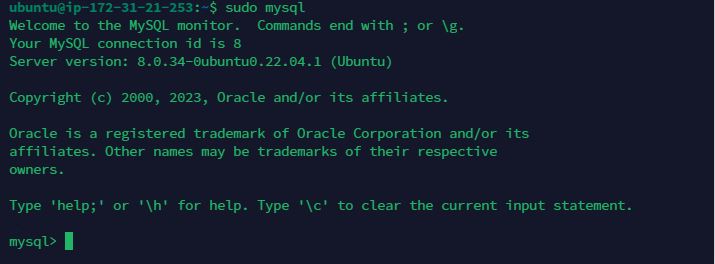 ubuntu@ip-172-31-21-253:~$ sudo mysql
Welcome to the MySQL monitor.  Commands end with ; or \g.
Your MySQL connection id is 8
Server version: 8.0.34-0ubuntu0.22.04.1 (Ubuntu)
Copyright (c) 2000, 2023, Oracle and/or its affiliates.
Oracle is a registered trademark of Oracle Corporation and/or its
affiliates. Other names may be trademarks of their respective
owners.
Type 'help;' or '\h' for help. Type '\c' to clear the current input statement.
mysql>